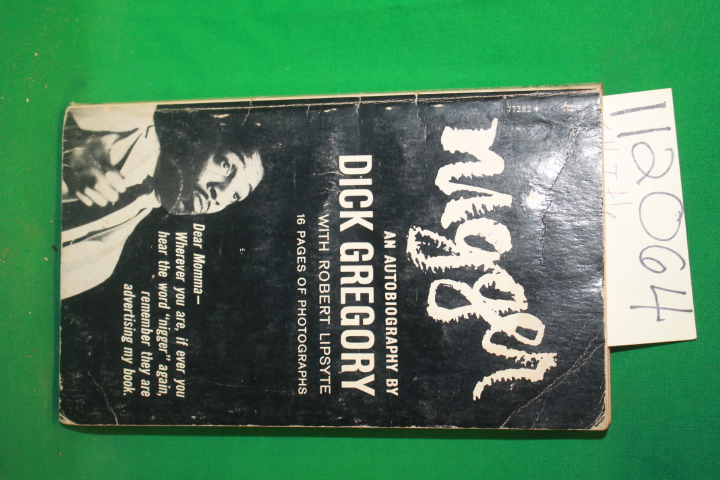 77282
nigger
AN AUTOBIOGRAPHY BY
DICK GREGORY
WITH ROBERT LIPSYTE
16 PAGES OF PHOTOGRAPHS
Dear Momma—
Wherever you are, if ever you
hear the word "nigger" again,
remember they are
advertising my book.
112064